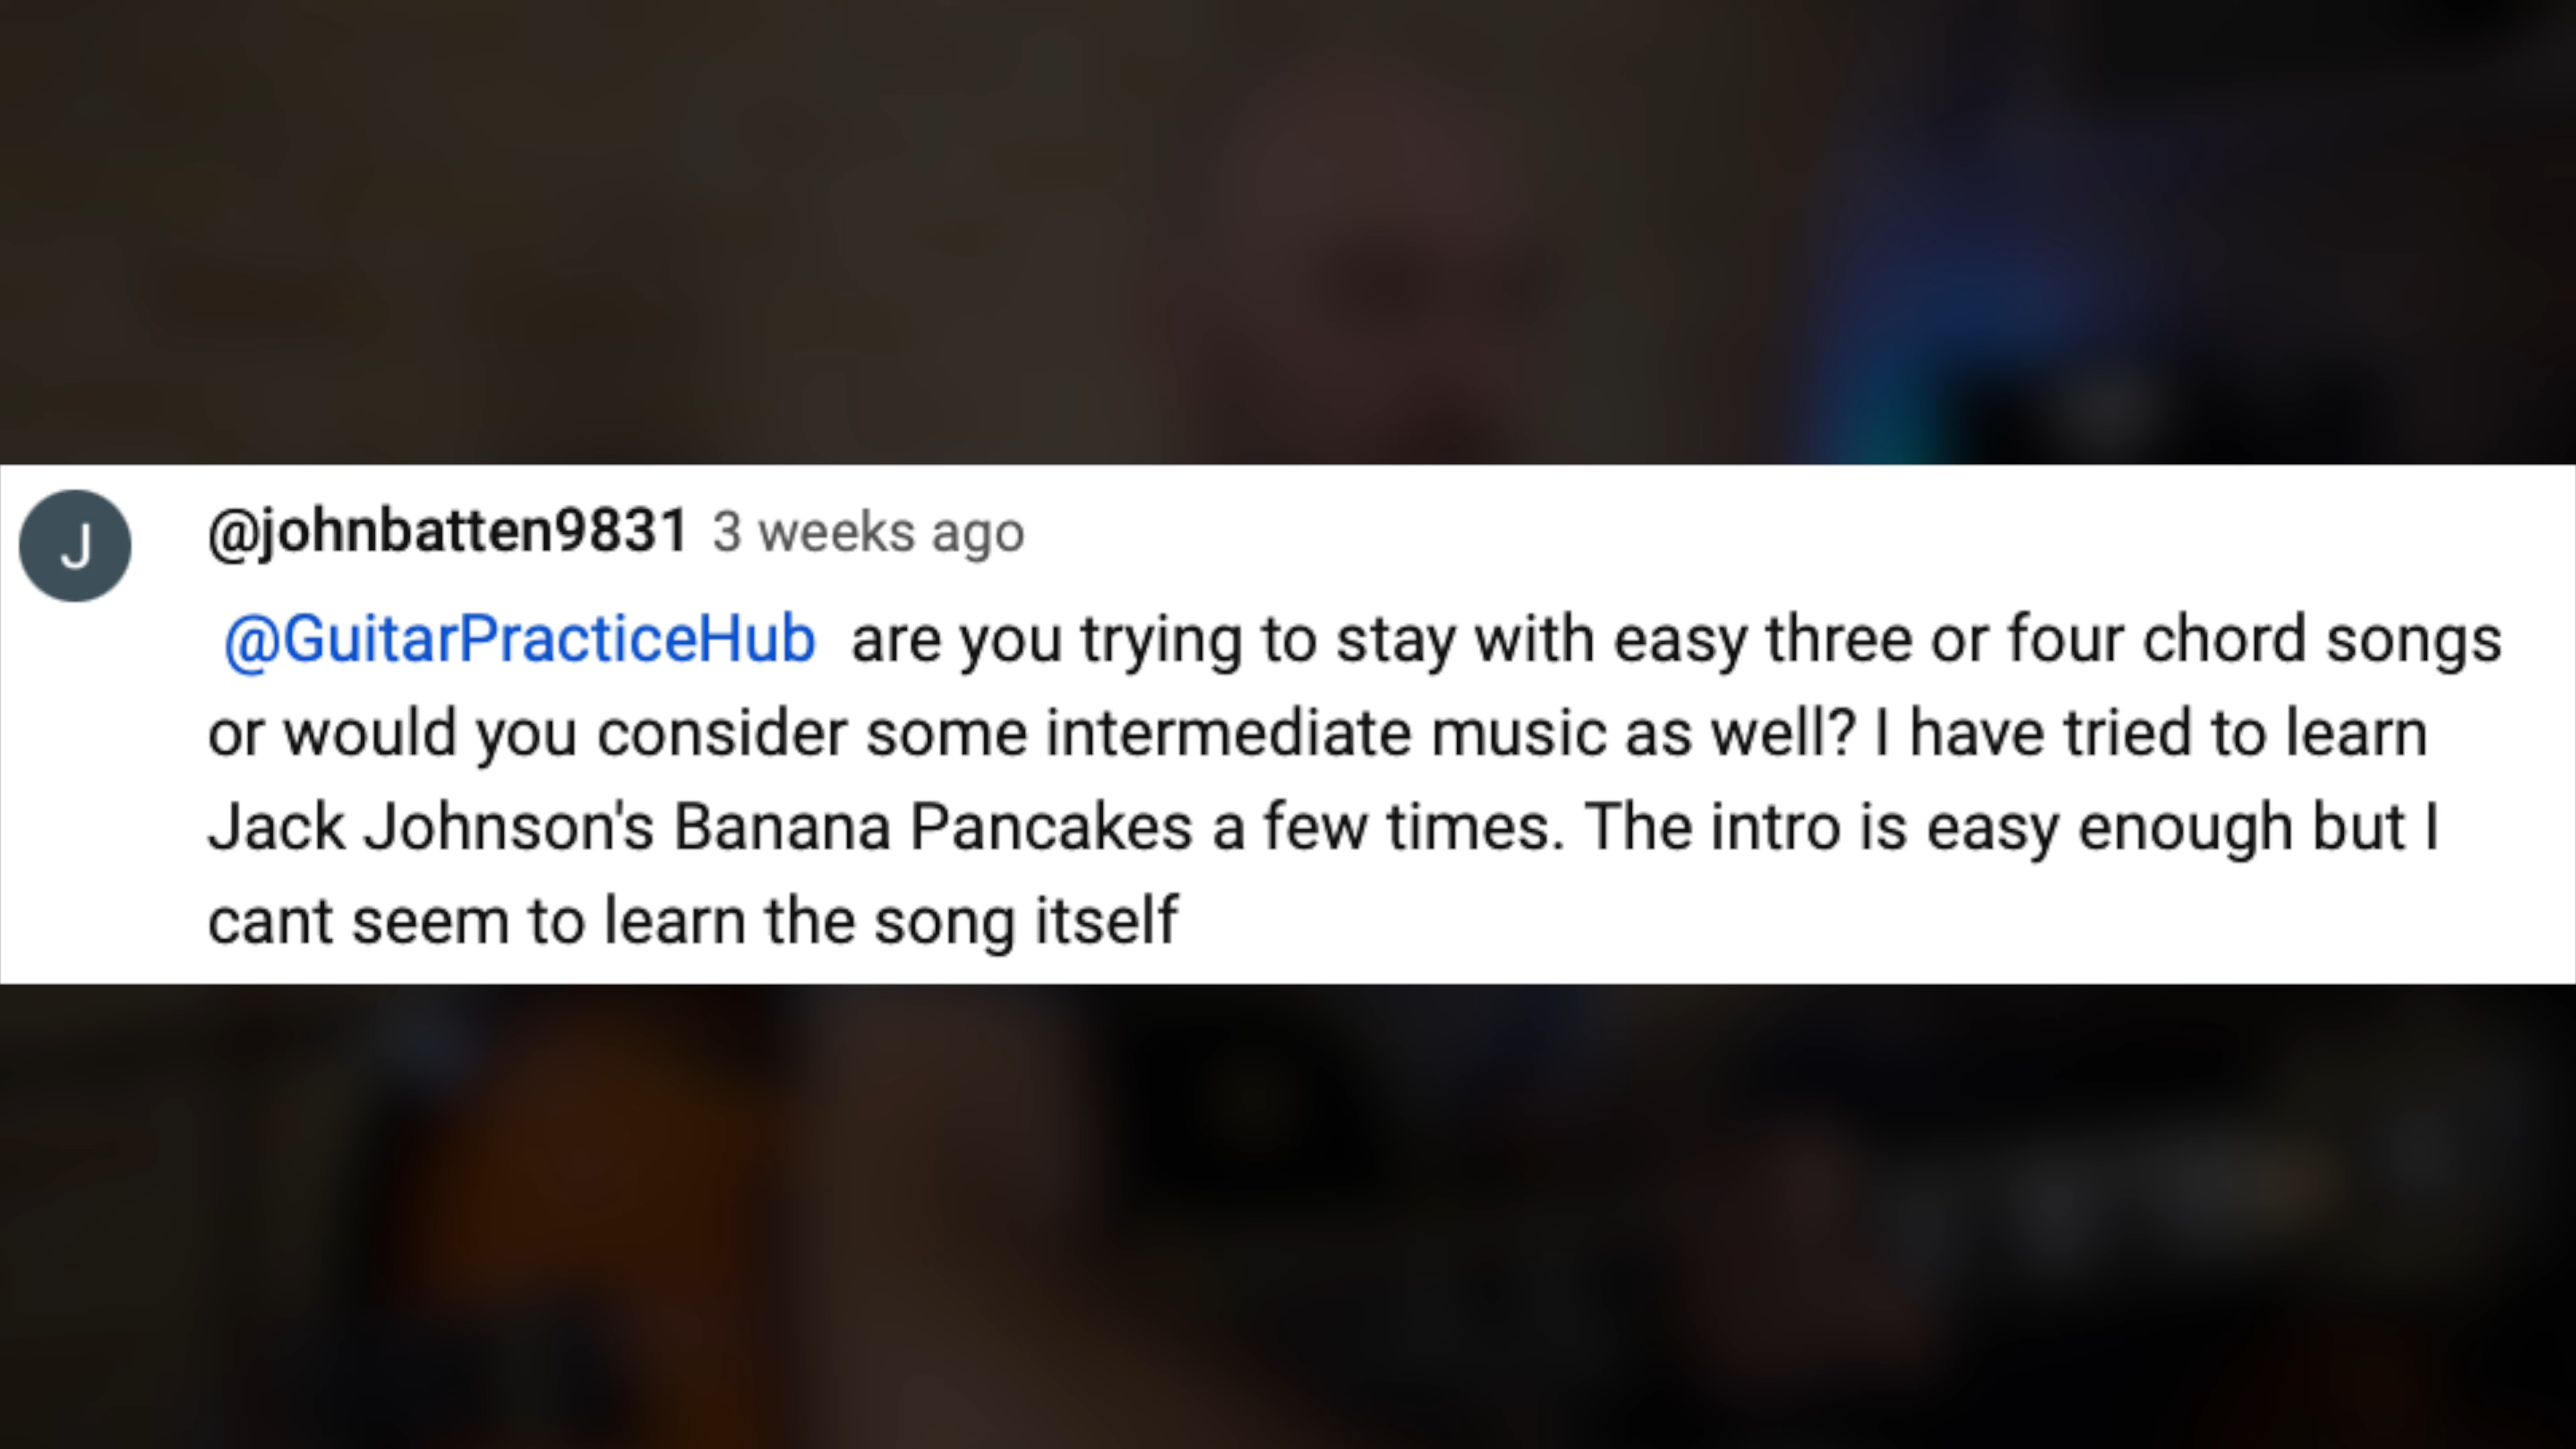 J
@johnbatten9831 3 weeks ago
@GuitarPracticeHub are you trying to stay with easy three or four chord songs
or would you consider some intermediate music as well? I have tried to learn
Jack Johnson's Banana Pancakes a few times. The intro is easy enough but I
cant seem to learn the song itself